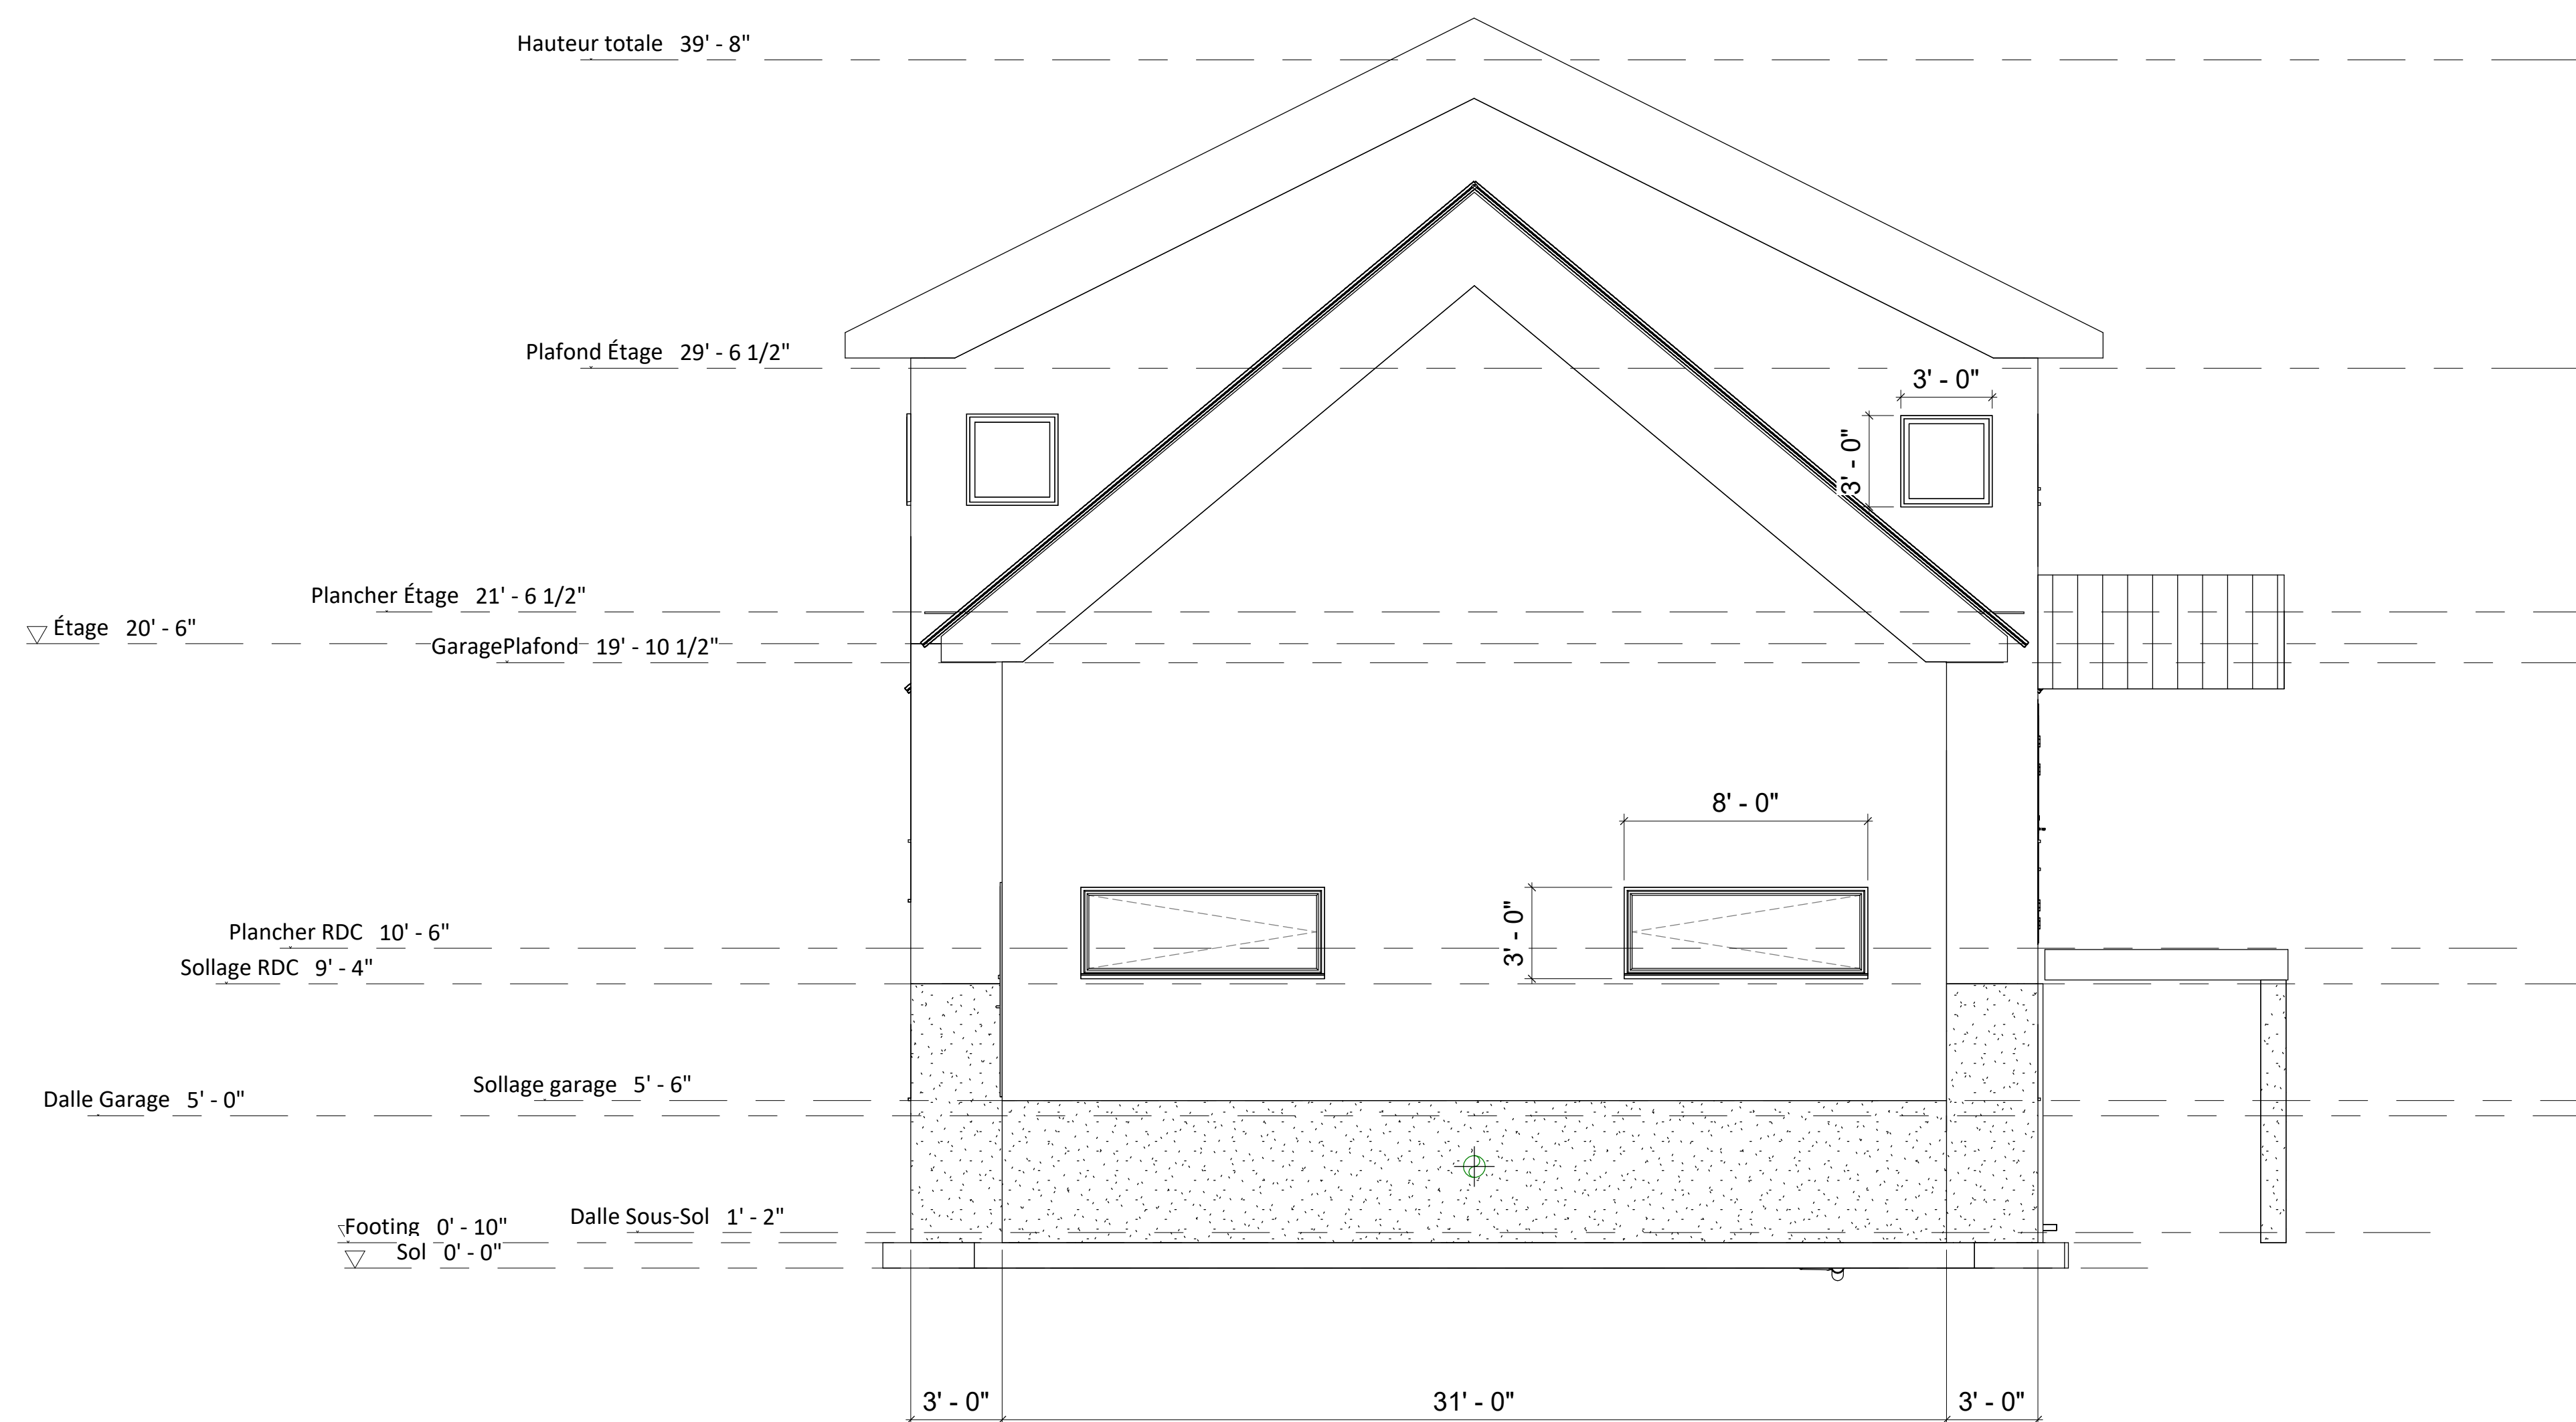 Hauteur totale 39' - 8"
Plafond Étage 29' - 6 1/2"
3' - 0"
3' - 0"
Plancher Étage 21' - 6 1/2"
Étage 20' - 6"
GaragePlafond 19' - 10 1/2"
8' - 0"
3' - 0"
Plancher RDC 10' - 6"
Sollage RDC 9' - 4"
Sollage garage 5' - 6"
Dalle Garage 5' - 0"
Dalle Sous-Sol 1' - 2"
Footing 0' - 10"
Sol 0' - 0"
3' - 0"
31' - 0"
3' - 0"